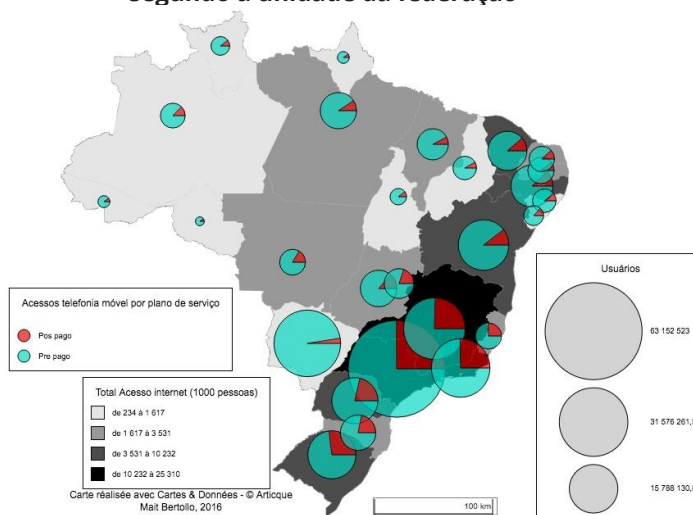 segundo a unidade da federação
Acessos telefonia móvel por plano de serviço
Pos pago
Pre pago
Total Acesso internet (1000 pessoas)
de 234 à 1 617
de 1 617 à 3 531
de 3 531 à 10 232
de 10 232 à 25 310
Carte réalisée avec Cartes & Données - © Articque
Mait Bertollo, 2016
100 km
Usuários
63 152 523
31 576 261,
15 788 130,